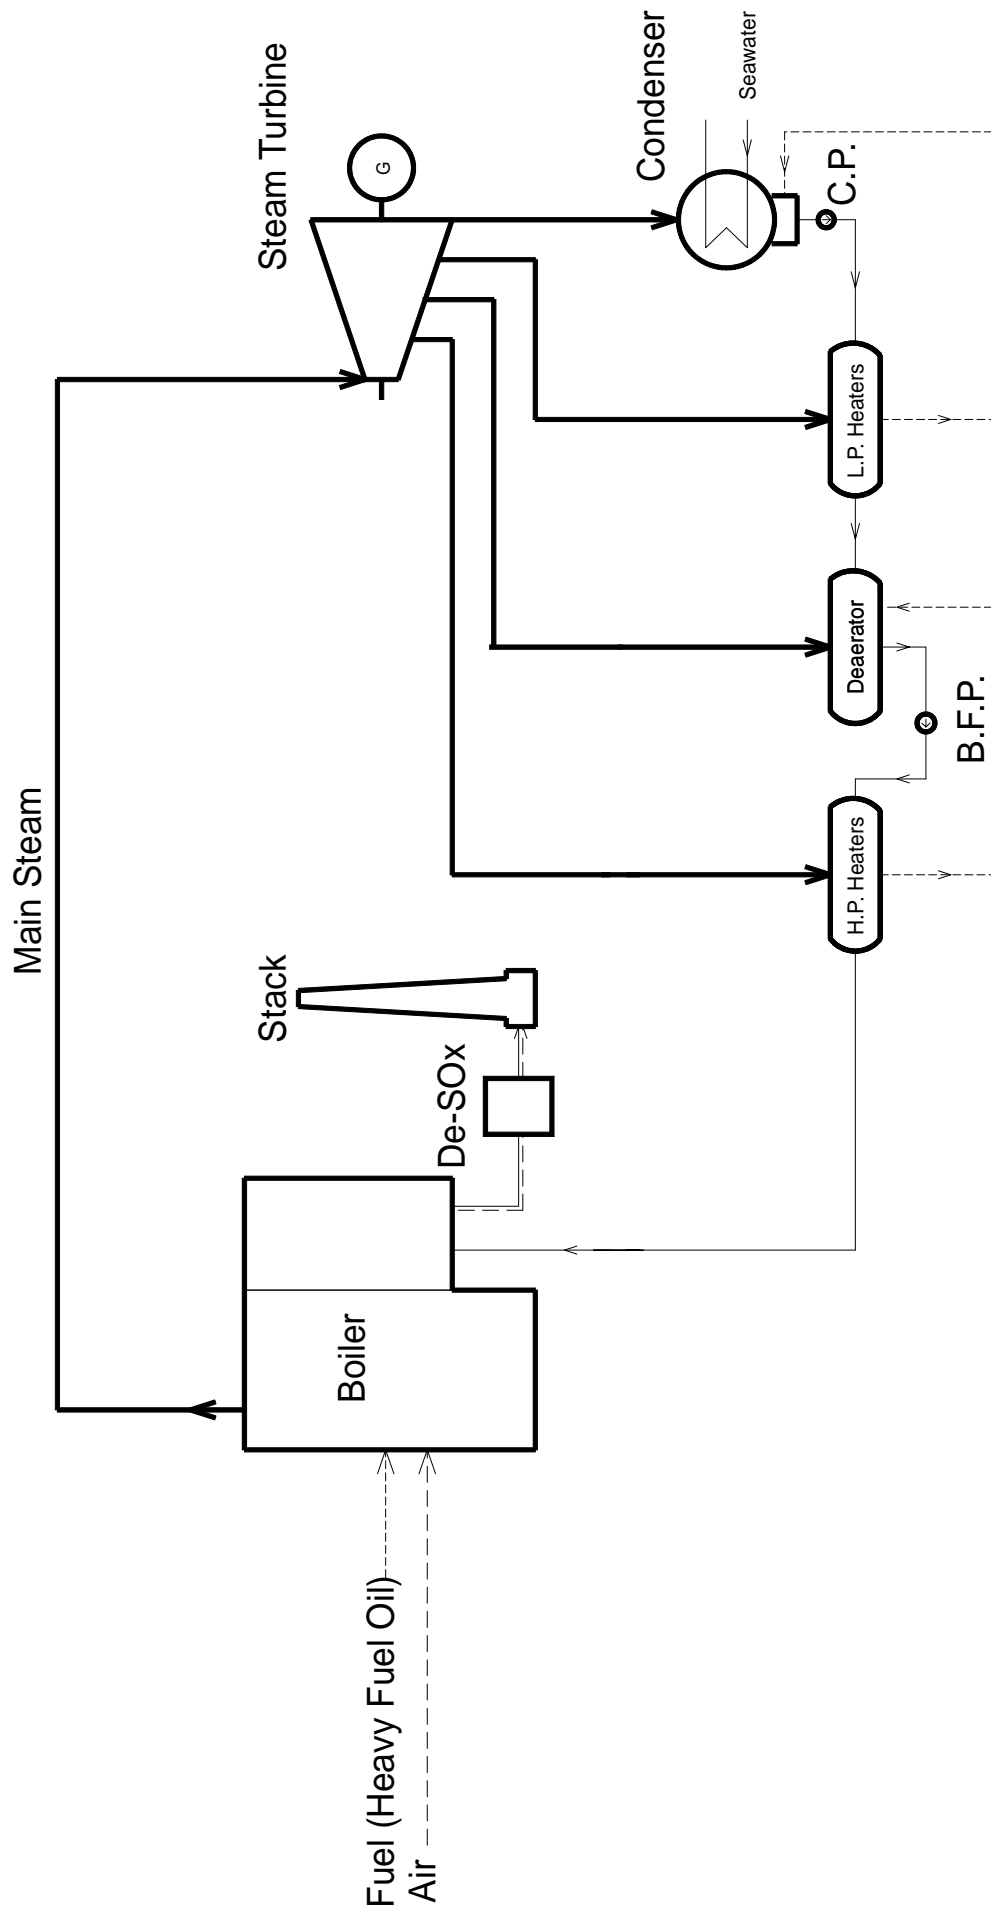 Main Steam
Steam Turbine
G
Condenser
Seawater
C.P.
L.P. Heaters
Deaerator
B.F.P.
H.P. Heaters
Stack
De-SOx
Boiler
Fuel (Heavy Fuel Oil)
Air